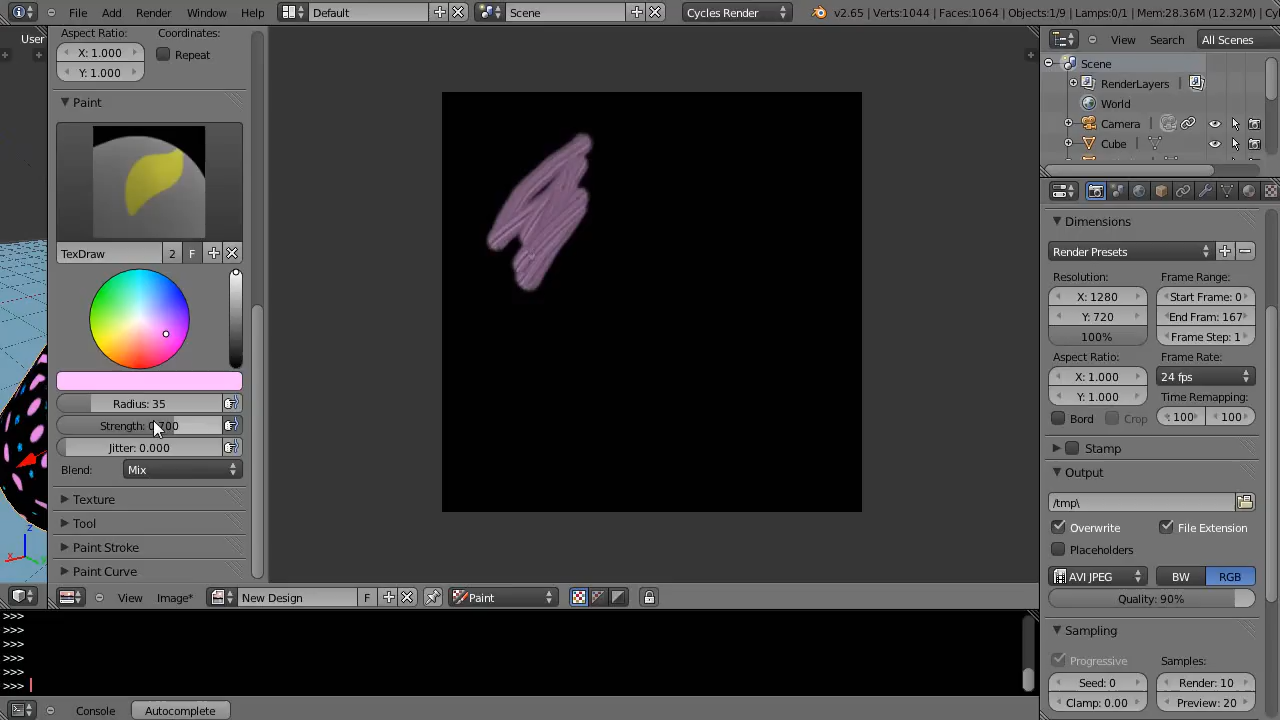 File Add Render Window Help Default Scene Cycles Render v2.65 | Verts:1044 | Faces:1064 | Objects:1/9 | Lamps:0/1 | Mem:28.36M (12.32M) | Cy
User
Aspect Ratio: Coordinates:
X: 1.000 Repeat
Y: 1.000
Paint
TexDraw 2 F
Radius: 35
Strength: 0.700
Jitter: 0.000
Blend: Mix
Texture
Tool
Paint Stroke
Paint Curve
View Image* New Design F Paint
>>>
>>>
>>>
>>>
>>>
>>>
Console Autocomplete
View Search All Scenes
Scene
RenderLayers
World
Camera
Cube
Dimensions
Render Presets
Resolution: Frame Range:
X: 1280 Start Frame: 0
Y: 720 End Fram: 167
100% Frame Step: 1
Aspect Ratio: Frame Rate:
X: 1.000 24 fps
Y: 1.000 Time Remapping:
Bord Crop 100 100
Stamp
Output
/tmp\
Overwrite File Extension
Placeholders
AVI JPEG BW RGB
Quality: 90%
Sampling
Progressive Samples:
Seed: 0 Render: 10
Clamp: 0.00 Preview: 20
x z